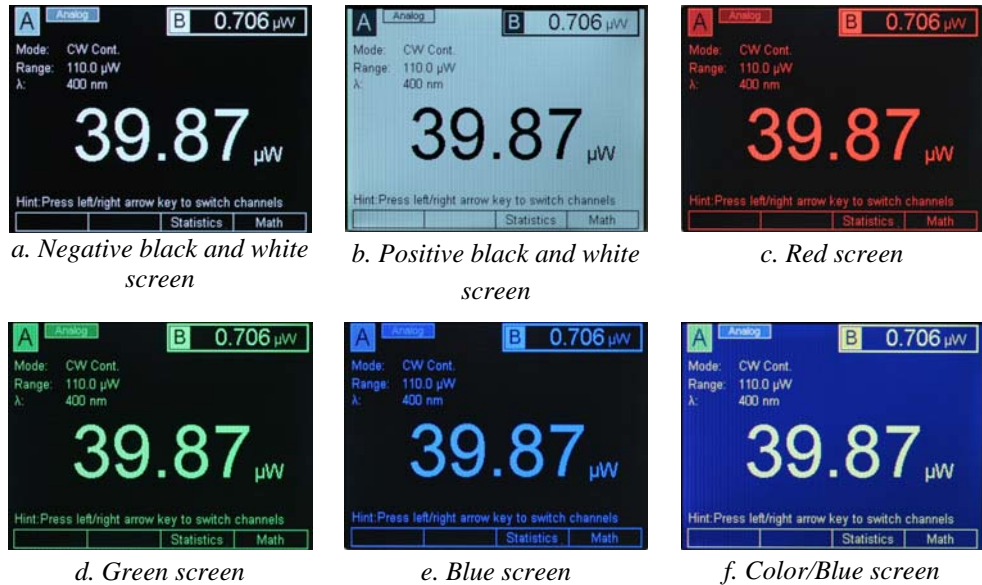 A Analog B 0.706 µW
Mode: CW Cont.
Range: 110.0 µW
λ: 400 nm
39.87 µW
Hint:Press left/right arrow key to switch channels
Statistics Math
a. Negative black and white
screen
A Analog B 0.706 µW
Mode: CW Cont.
Range: 110.0 µW
λ: 400 nm
39.87 µW
Hint:Press left/right arrow key to switch channels
Statistics Math
b. Positive black and white
screen
A Analog B 0.706 µW
Mode: CW Cont.
Range: 110.0 µW
λ: 400 nm
39.87 µW
Hint:Press left/right arrow key to switch channels
Statistics Math
c. Red screen
A Analog B 0.706 µW
Mode: CW Cont.
Range: 110.0 µW
λ: 400 nm
39.87 µW
Hint:Press left/right arrow key to switch channels
Statistics Math
d. Green screen
A Analog B 0.706 µW
Mode: CW Cont.
Range: 110.0 µW
λ: 400 nm
39.87 µW
Hint:Press left/right arrow key to switch channels
Statistics Math
e. Blue screen
A Analog B 0.706 µW
Mode: CW Cont.
Range: 110.0 µW
λ: 400 nm
39.87 µW
Hint:Press left/right arrow key to switch channels
Statistics Math
f. Color/Blue screen